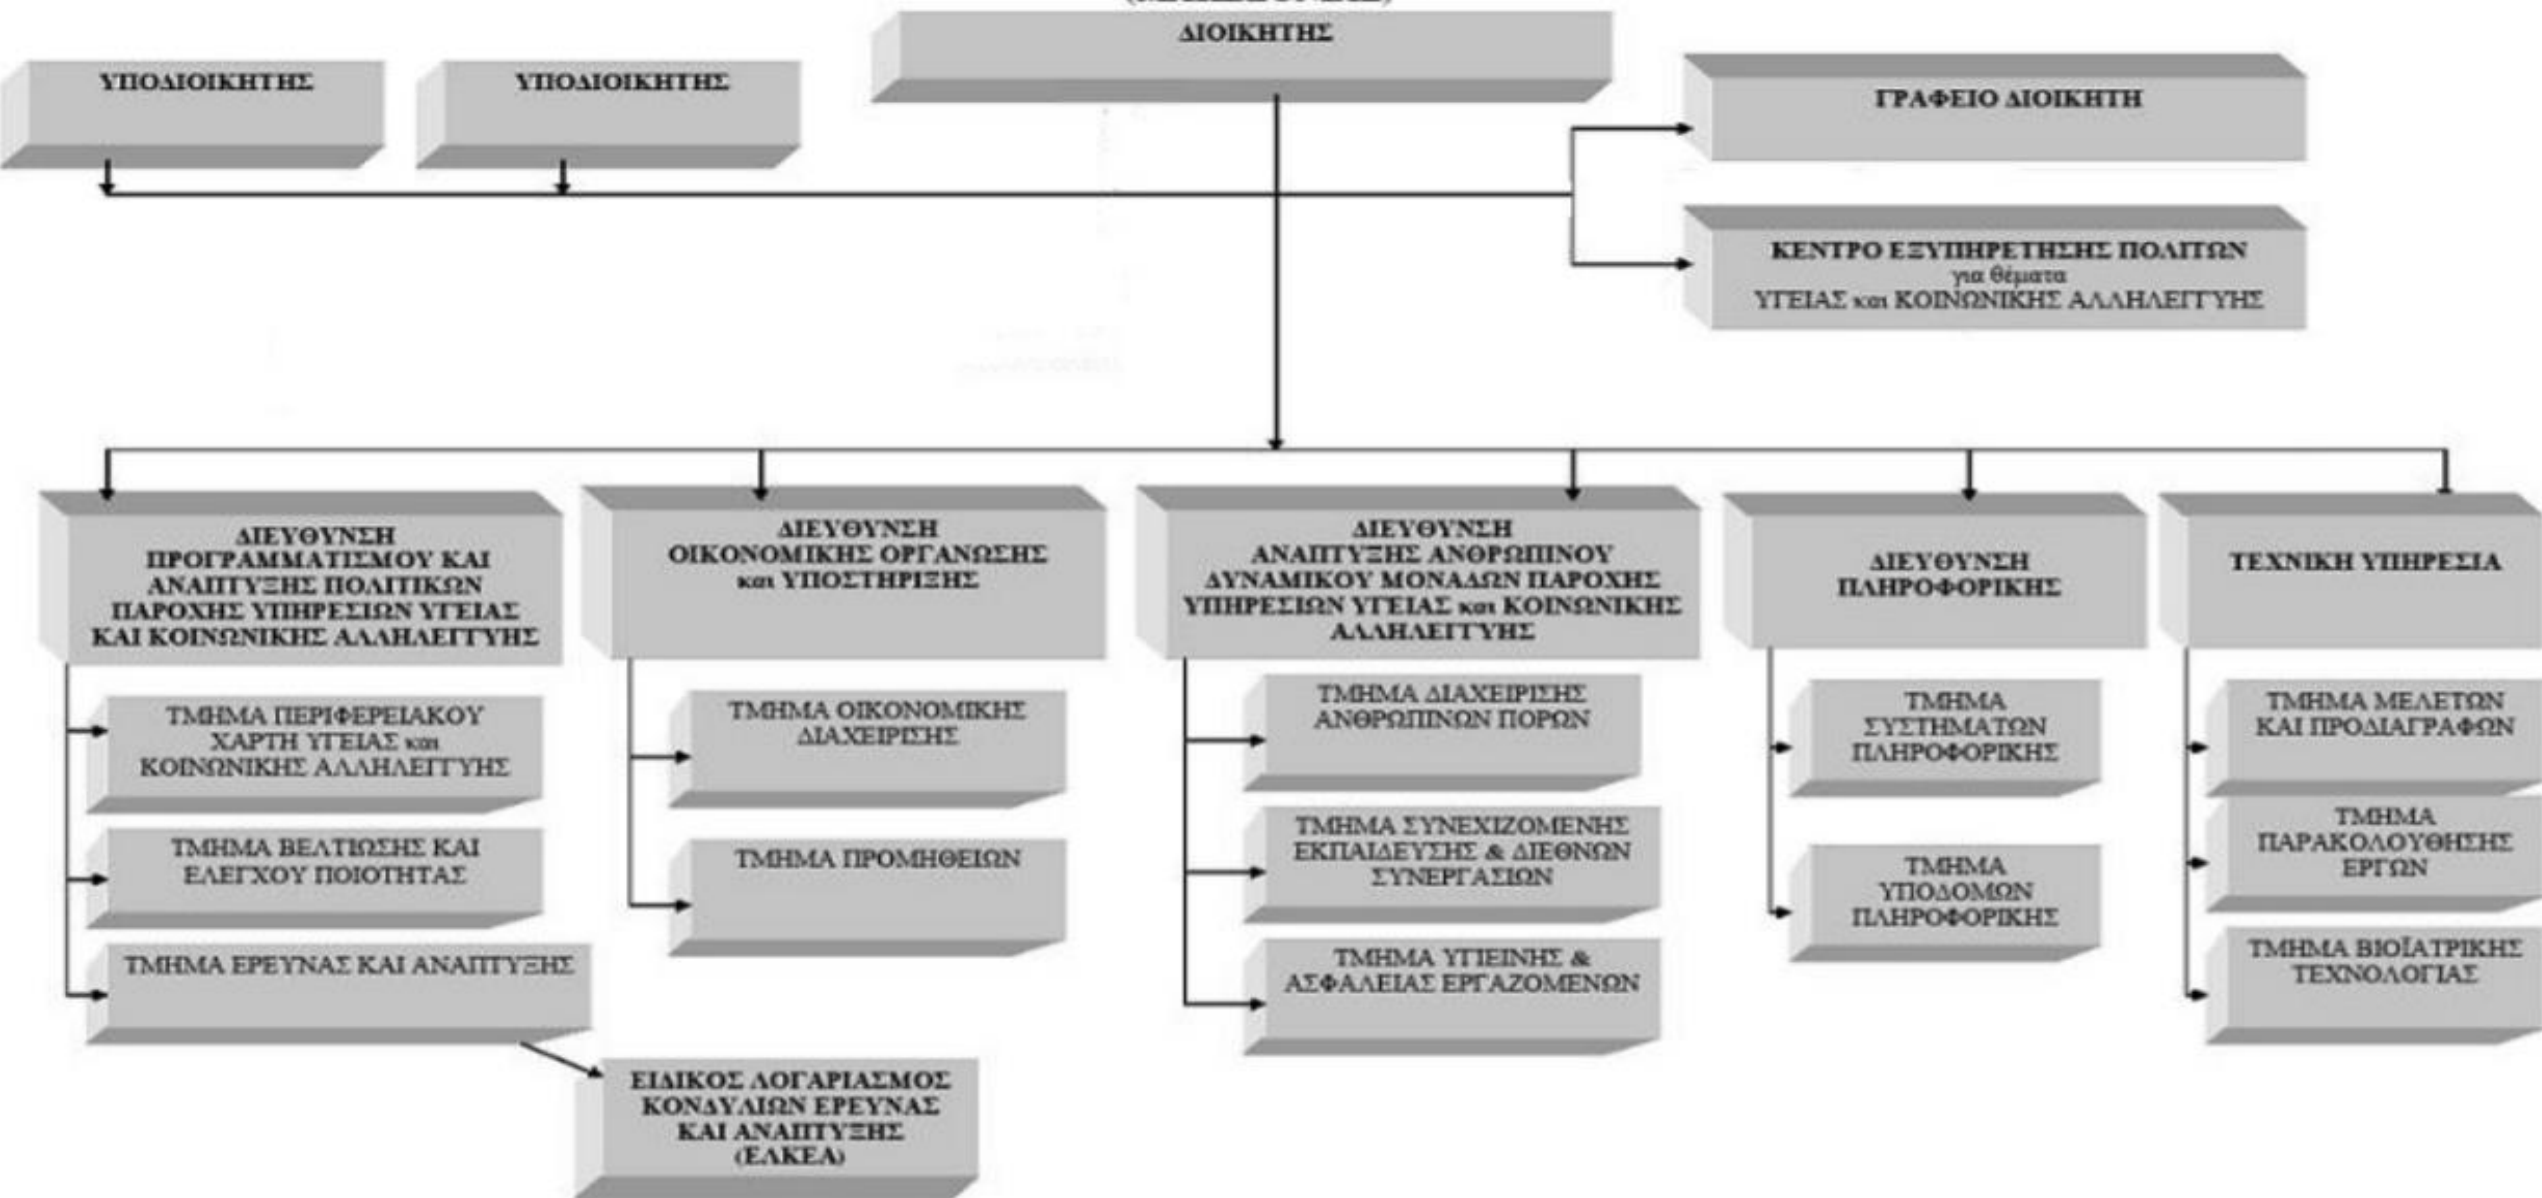 ΔΙΟΙΚΗΤΗΣ
ΥΠΟΔΙΟΙΚΗΤΗΣ
ΥΠΟΔΙΟΙΚΗΤΗΣ
ΓΡΑΦΕΙΟ ΔΙΟΙΚΗΤΗ
ΚΕΝΤΡΟ ΕΞΥΠΗΡΕΤΗΣΗΣ ΠΟΛΙΤΩΝ
για θέματα
ΥΓΕΙΑΣ και ΚΟΙΝΩΝΙΚΗΣ ΑΛΛΗΛΕΓΓΥΗΣ
ΔΙΕΥΘΥΝΣΗ
ΠΡΟΓΡΑΜΜΑΤΙΣΜΟΥ ΚΑΙ
ΑΝΑΠΤΥΞΗΣ ΠΟΛΙΤΙΚΩΝ
ΠΑΡΟΧΗΣ ΥΠΗΡΕΣΙΩΝ ΥΓΕΙΑΣ
ΚΑΙ ΚΟΙΝΩΝΙΚΗΣ ΑΛΛΗΛΕΓΓΥΗΣ
ΤΜΗΜΑ ΠΕΡΙΦΕΡΕΙΑΚΟΥ
ΧΑΡΤΗ ΥΓΕΙΑΣ και
ΚΟΙΝΩΝΙΚΗΣ ΑΛΛΗΛΕΓΓΥΗΣ
ΤΜΗΜΑ ΒΕΛΤΙΩΣΗΣ ΚΑΙ
ΕΛΕΓΧΟΥ ΠΟΙΟΤΗΤΑΣ
ΤΜΗΜΑ ΕΡΕΥΝΑΣ ΚΑΙ ΑΝΑΠΤΥΞΗΣ
ΕΙΔΙΚΟΣ ΛΟΓΑΡΙΑΣΜΟΣ
ΚΟΝΔΥΛΙΩΝ ΕΡΕΥΝΑΣ
ΚΑΙ ΑΝΑΠΤΥΞΗΣ
(ΕΛΚΕΑ)
ΔΙΕΥΘΥΝΣΗ
ΟΙΚΟΝΟΜΙΚΗΣ ΟΡΓΑΝΩΣΗΣ
και ΥΠΟΣΤΗΡΙΞΗΣ
ΤΜΗΜΑ ΟΙΚΟΝΟΜΙΚΗΣ
ΔΙΑΧΕΙΡΙΣΗΣ
ΤΜΗΜΑ ΠΡΟΜΗΘΕΙΩΝ
ΔΙΕΥΘΥΝΣΗ
ΑΝΑΠΤΥΞΗΣ ΑΝΘΡΩΠΙΝΟΥ
ΔΥΝΑΜΙΚΟΥ ΜΟΝΑΔΩΝ ΠΑΡΟΧΗΣ
ΥΠΗΡΕΣΙΩΝ ΥΓΕΙΑΣ και ΚΟΙΝΩΝΙΚΗΣ
ΑΛΛΗΛΕΓΓΥΗΣ
ΤΜΗΜΑ ΔΙΑΧΕΙΡΙΣΗΣ
ΑΝΘΡΩΠΙΝΩΝ ΠΟΡΩΝ
ΤΜΗΜΑ ΣΥΝΕΧΙΖΟΜΕΝΗΣ
ΕΚΠΑΙΔΕΥΣΗΣ & ΔΙΕΘΝΩΝ
ΣΥΝΕΡΓΑΣΙΩΝ
ΤΜΗΜΑ ΥΓΙΕΙΝΗΣ &
ΑΣΦΑΛΕΙΑΣ ΕΡΓΑΖΟΜΕΝΩΝ
ΔΙΕΥΘΥΝΣΗ
ΠΛΗΡΟΦΟΡΙΚΗΣ
ΤΜΗΜΑ
ΣΥΣΤΗΜΑΤΩΝ
ΠΛΗΡΟΦΟΡΙΚΗΣ
ΤΜΗΜΑ
ΥΠΟΔΟΜΩΝ
ΠΛΗΡΟΦΟΡΙΚΗΣ
ΤΕΧΝΙΚΗ ΥΠΗΡΕΣΙΑ
ΤΜΗΜΑ ΜΕΛΕΤΩΝ
ΚΑΙ ΠΡΟΔΙΑΓΡΑΦΩΝ
ΤΜΗΜΑ
ΠΑΡΑΚΟΛΟΥΘΗΣΗΣ
ΕΡΓΩΝ
ΤΜΗΜΑ ΒΙΟΪΑΤΡΙΚΗΣ
ΤΕΧΝΟΛΟΓΙΑΣ